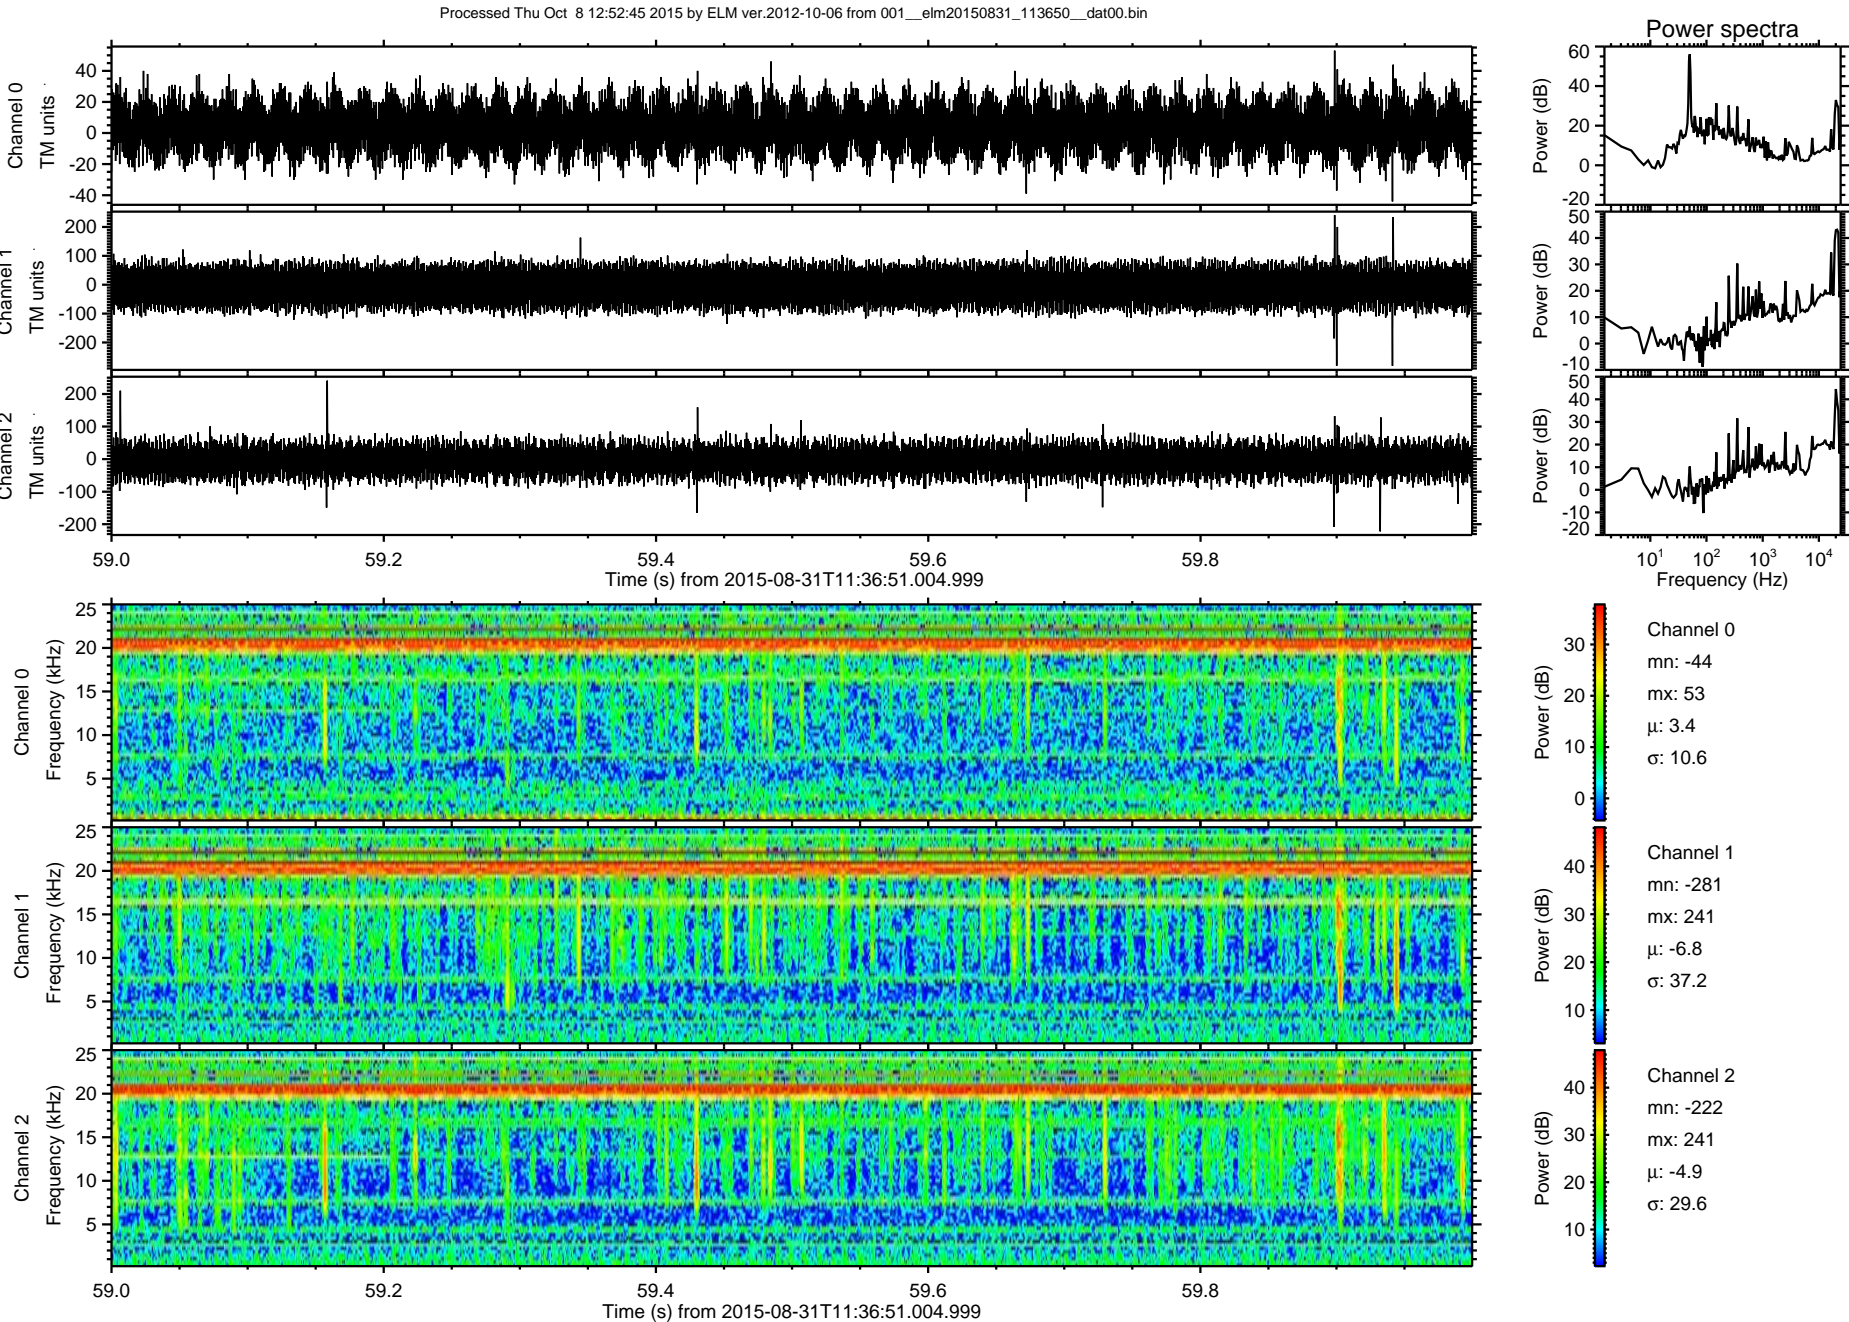 Processed Thu Oct  8 12:52:45 2015 by ELM ver.2012-10-06 from 001__elm20150831_113650__dat00.bin
Power spectra
Channel 0
TM units
40
20
0
-20
-40
Power (dB)
60
40
20
0
-20
Channel 1
TM units
200
100
0
-100
-200
Power (dB)
50
40
30
20
10
0
-10
Channel 2
TM units
200
100
0
-100
-200
Power (dB)
50
40
30
20
10
0
-10
-20
59.0 59.2 59.4 59.6 59.8
Time (s) from 2015-08-31T11:36:51.004.999
10¹ 10² 10³ 10⁴
Frequency (Hz)
Channel 0
Frequency (kHz)
25
20
15
10
5
Power (dB)
30
20
10
0
Channel 0
mn: -44
mx: 53
μ: 3.4
σ: 10.6
Channel 1
Frequency (kHz)
25
20
15
10
5
Power (dB)
40
30
20
10
Channel 1
mn: -281
mx: 241
μ: -6.8
σ: 37.2
Channel 2
Frequency (kHz)
25
20
15
10
5
Power (dB)
40
30
20
10
Channel 2
mn: -222
mx: 241
μ: -4.9
σ: 29.6
59.0 59.2 59.4 59.6 59.8
Time (s) from 2015-08-31T11:36:51.004.999